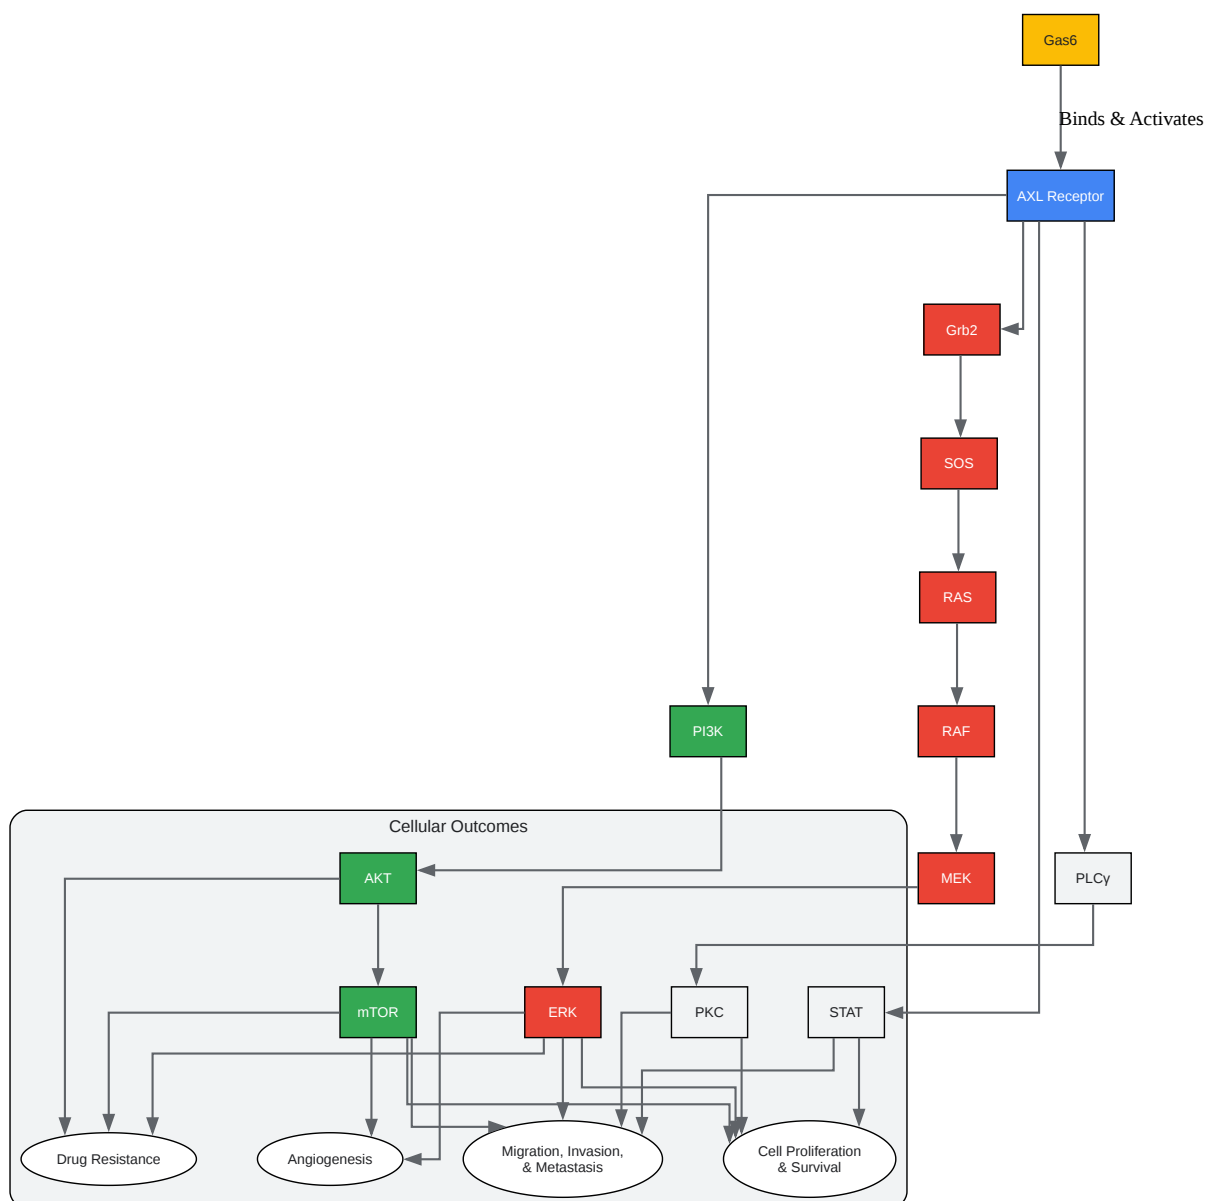 Gas6
Binds & Activates
AXL Receptor
Grb2
SOS
RAS
PI3K
RAF
Cellular Outcomes
AKT
MEK
PLCγ
mTOR
ERK
PKC
STAT
Drug Resistance
Angiogenesis
Migration, Invasion,
& Metastasis
Cell Proliferation
& Survival